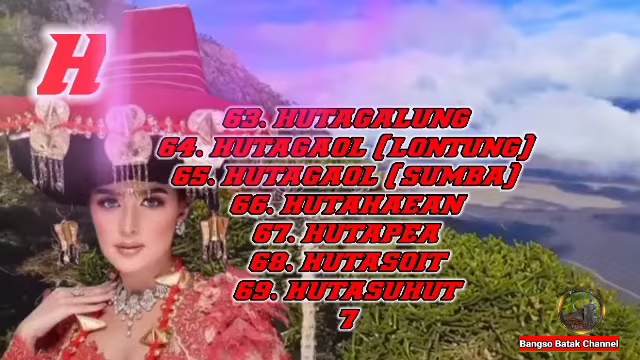 H
63. HUTAGALUNG
64. HUTAGAOL (LONTUNG)
65. HUTAGAOL (SUMBA)
66. HUTAHAEAN
67. HUTAPEA
68. HUTASOIT
69. HUTASUHUT
7
Bangso Batak Channel